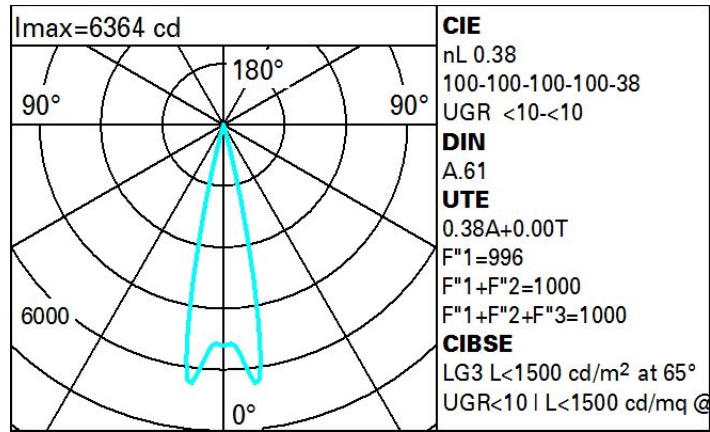 Imax=6364 cd
180°
90°
90°
6000
0°
CIE
nL 0.38
100-100-100-100-38
UGR <10-<10
DIN
A.61
UTE
0.38A+0.00T
F"1=996
F"1+F"2=1000
F"1+F"2+F"3=1000
CIBSE
LG3 L<1500 cd/m² at 65°
UGR<10 | L<1500 cd/mq @